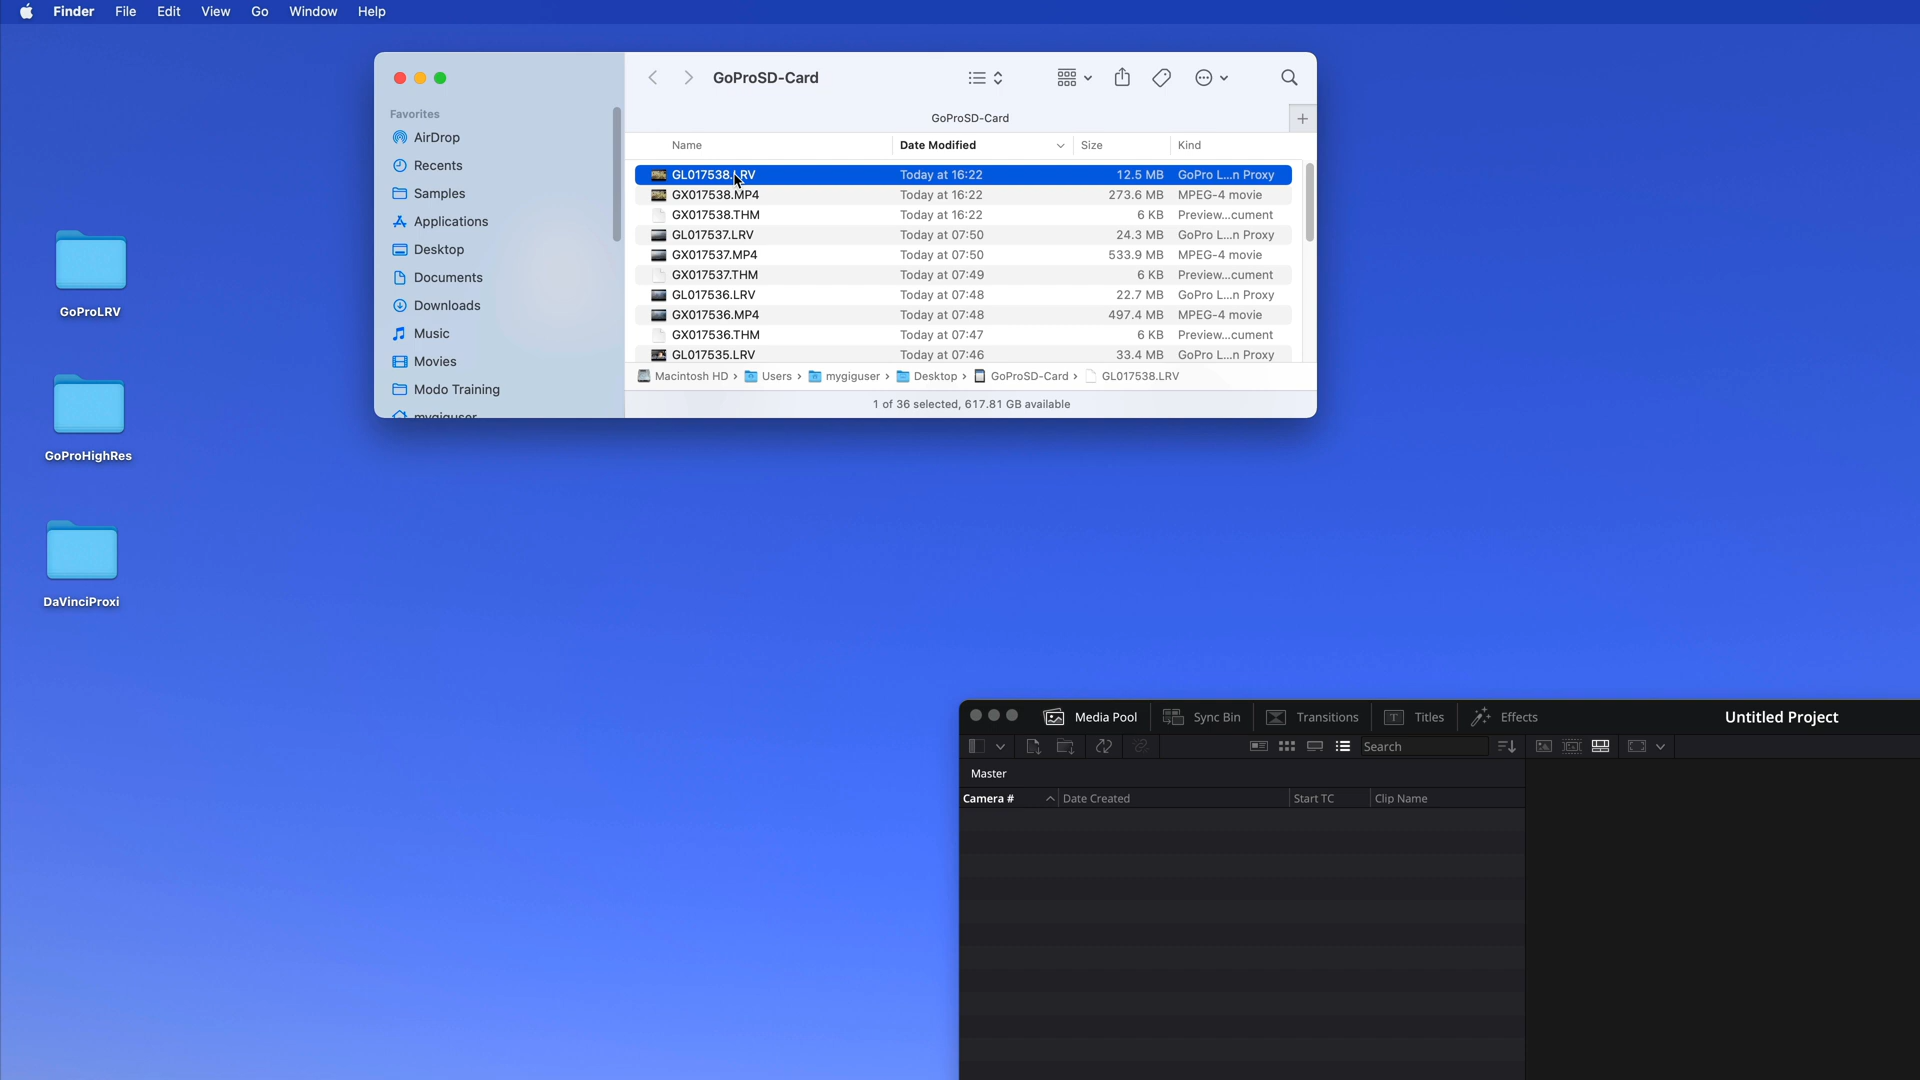 Finder File Edit View Go Window Help
GoProSD-Card
Favorites
AirDrop
Recents
Samples
Applications
Desktop
Documents
Downloads
Music
Movies
Modo Training
GoProSD-Card
Name Date Modified Size Kind
GL017538.LRV Today at 16:22 12.5 MB GoPro L...n Proxy
GX017538.MP4 Today at 16:22 273.6 MB MPEG-4 movie
GX017538.THM Today at 16:22 6 KB Preview...cument
GL017537.LRV Today at 07:50 24.3 MB GoPro L...n Proxy
GX017537.MP4 Today at 07:50 533.9 MB MPEG-4 movie
GX017537.THM Today at 07:49 6 KB Preview...cument
GL017536.LRV Today at 07:48 22.7 MB GoPro L...n Proxy
GX017536.MP4 Today at 07:48 497.4 MB MPEG-4 movie
GX017536.THM Today at 07:47 6 KB Preview...cument
GL017535.LRV Today at 07:46 33.4 MB GoPro L...n Proxy
Macintosh HD › Users › mygiguser › Desktop › GoProSD-Card › GL017538.LRV
1 of 36 selected, 617.81 GB available
GoProLRV
GoProHighRes
DaVinciProxi
Media Pool Sync Bin Transitions Titles Effects Untitled Project
Search
Master
Camera # Date Created Start TC Clip Name